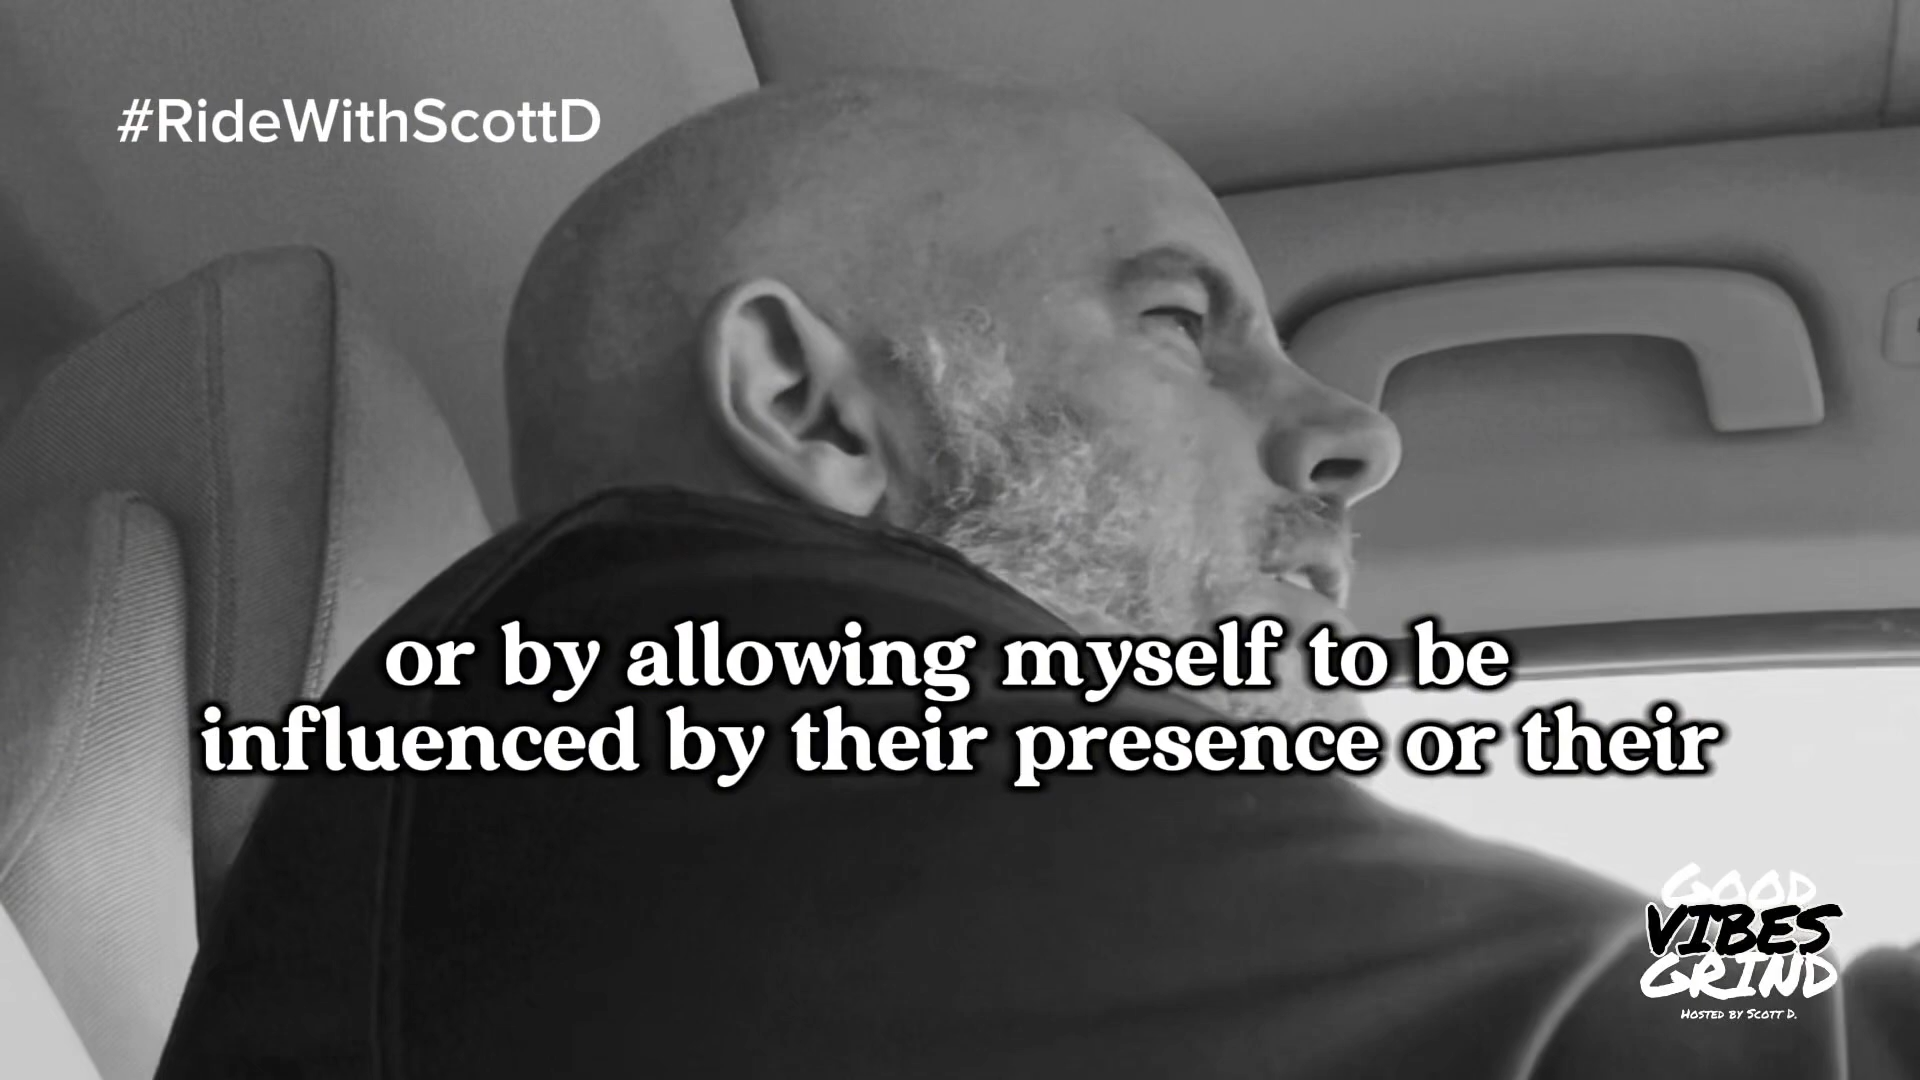 #RideWithScottD
or by allowing myself to be
influenced by their presence or their
GOOD
VIBES
GRIND
HOSTED BY SCOTT D.